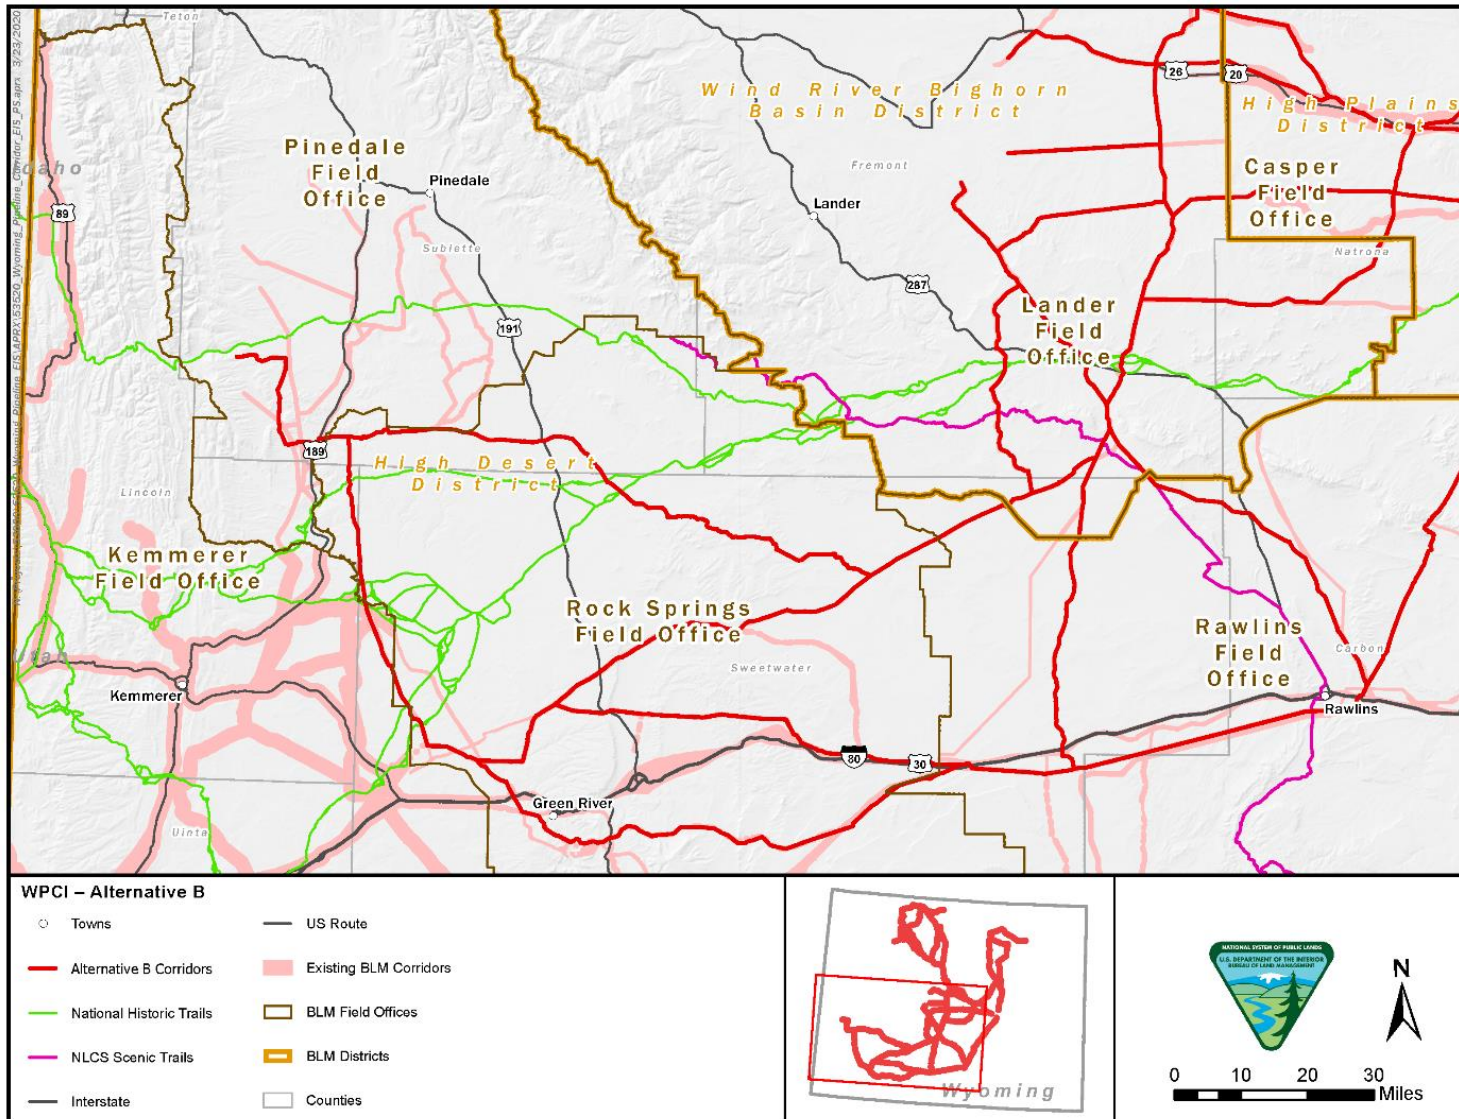 Teton
Wind River Bighorn
Basin District
26
20
High Plains
District
Pinedale
Field
Office
Fremont
Casper
Field
Office
Idaho
Pinedale
89
Lander
Sublette
Natrona
287
Lander
Field
Office
191
189
High Desert
District
Lincoln
Kemmerer
Field Office
Rock Springs
Field Office
Rawlins
Field
Office
Utah
Sweetwater
Carbon
Kemmerer
Rawlins
80
30
Green River
Uinta
WPCI – Alternative B
Towns
US Route
Alternative B Corridors
Existing BLM Corridors
National Historic Trails
BLM Field Offices
NLCS Scenic Trails
BLM Districts
Interstate
Counties
Wyoming
NATIONAL SYSTEM OF PUBLIC LANDS
U.S. DEPARTMENT OF THE INTERIOR
BUREAU OF LAND MANAGEMENT
N
0 10 20 30
Miles